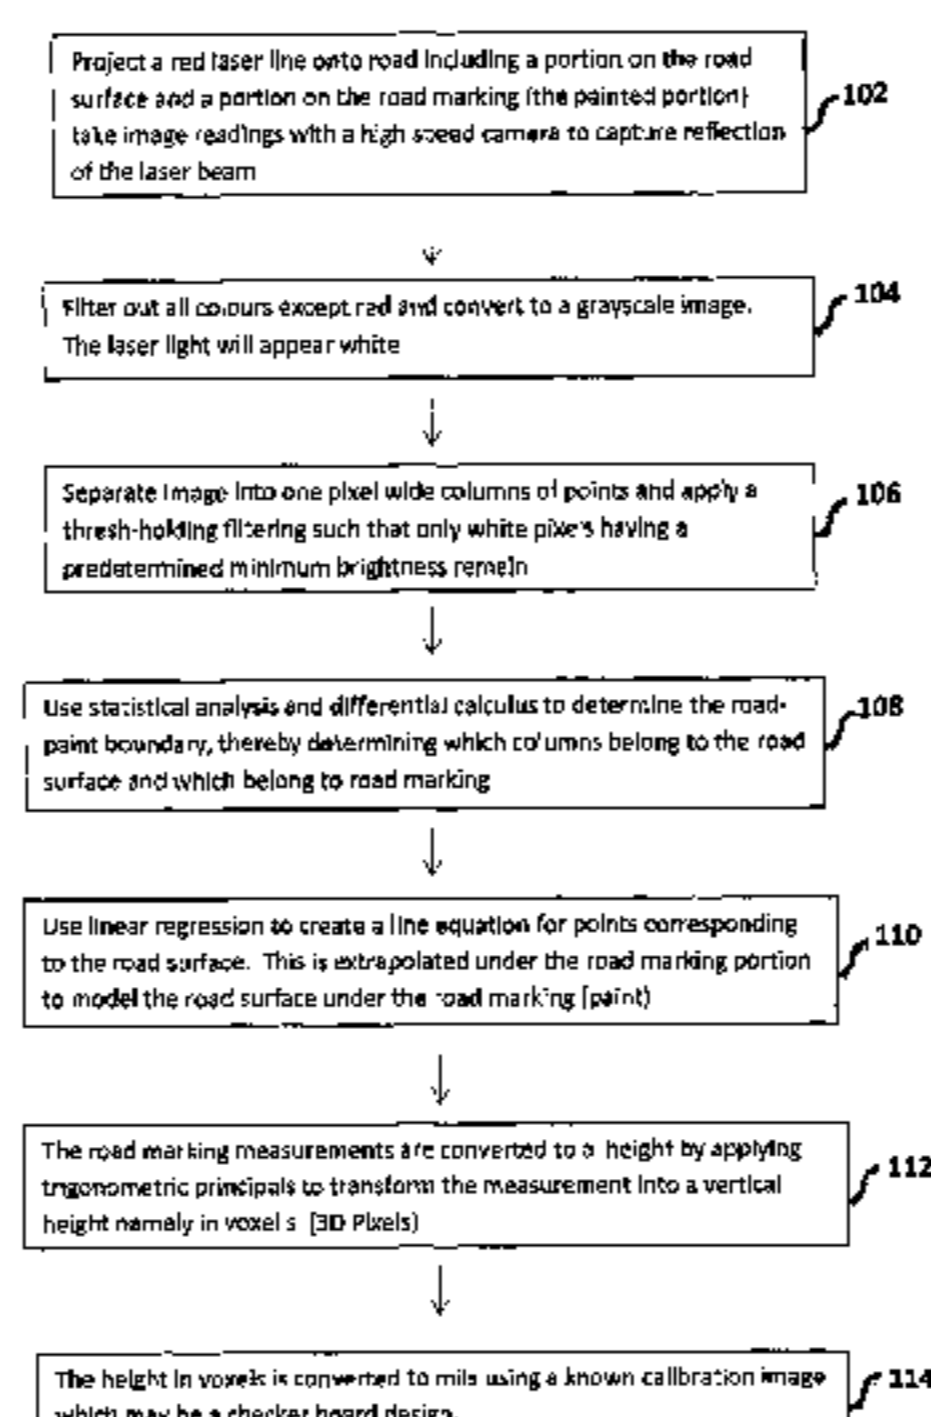 Project a red laser line onto road including a portion on the road
surface and a portion on the road marking (the painted portion)
take image readings with a high speed camera to capture reflection
of the laser beam
102
Filter out all colours except red and convert to a grayscale image.
The laser light will appear white
104
Separate image into one pixel wide columns of points and apply a
thresh-holding filtering such that only white pixels having a
predetermined minimum brightness remain
106
Use statistical analysis and differential calculus to determine the road-
paint boundary, thereby determining which columns belong to the road
surface and which belong to road marking
108
Use linear regression to create a line equation for points corresponding
to the road surface. This is extrapolated under the road marking portion
to model the road surface under the road marking (paint)
110
The road marking measurements are converted to a height by applying
trigonometric principals to transform the measurement into a vertical
height namely in voxels (3D Pixels)
112
The height in voxels is converted to mils using a known calibration image
which may be a checker board design.
114